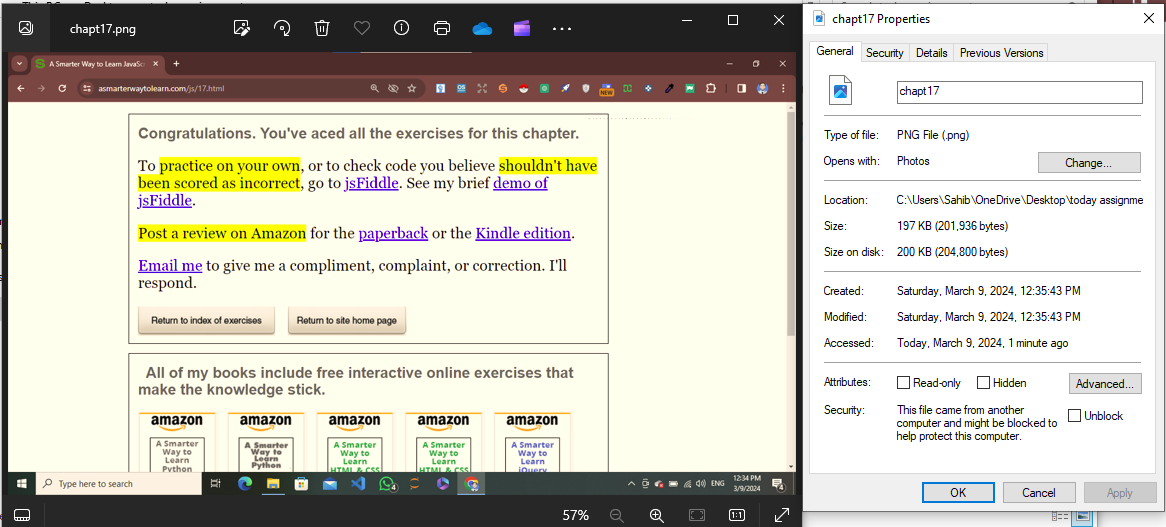 chapt17.png
A Smarter Way to Learn JavaScr
asmarterwaytolearn.com/js/17.html
NEW
Congratulations. You've aced all the exercises for this chapter.
To practice on your own, or to check code you believe shouldn't have
been scored as incorrect, go to jsFiddle. See my brief demo of
jsFiddle.
Post a review on Amazon for the paperback or the Kindle edition.
Email me to give me a compliment, complaint, or correction. I'll
respond.
Return to index of exercises
Return to site home page
All of my books include free interactive online exercises that
make the knowledge stick.
amazon amazon amazon amazon amazon
A Smarter A Smarter A Smarter A Smarter A Smarter
Way to Way to Way to Way to Way to
Learn Learn Learn Learn Learn
Python Python HTML & CSS HTML & CSS jQuery
Type here to search
4
ENG
12:34 PM
3/9/2024
4
57%
1:1
chapt17 Properties
General Security Details Previous Versions
chapt17
Type of file: PNG File (.png)
Opens with: Photos Change...
Location: C:\Users\Sahib\OneDrive\Desktop\today assignme
Size: 197 KB (201,936 bytes)
Size on disk: 200 KB (204,800 bytes)
Created: Saturday, March 9, 2024, 12:35:43 PM
Modified: Saturday, March 9, 2024, 12:35:43 PM
Accessed: Today, March 9, 2024, 1 minute ago
Attributes: Read-only Hidden Advanced...
Security: This file came from another
computer and might be blocked to
help protect this computer.
Unblock
OK Cancel Apply